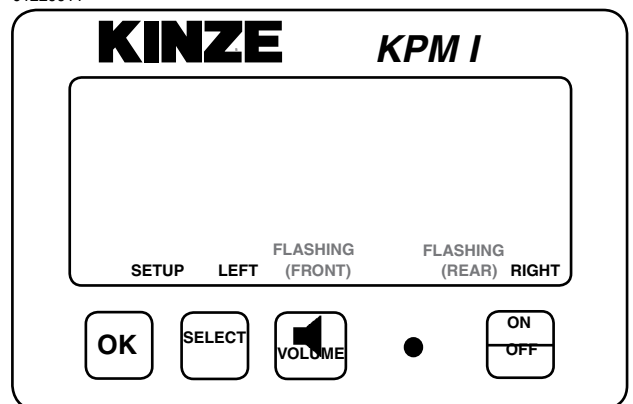 KINZE KPM I
FLASHING FLASHING
SETUP LEFT (FRONT) (REAR) RIGHT
OK SELECT VOLUME ON
OFF